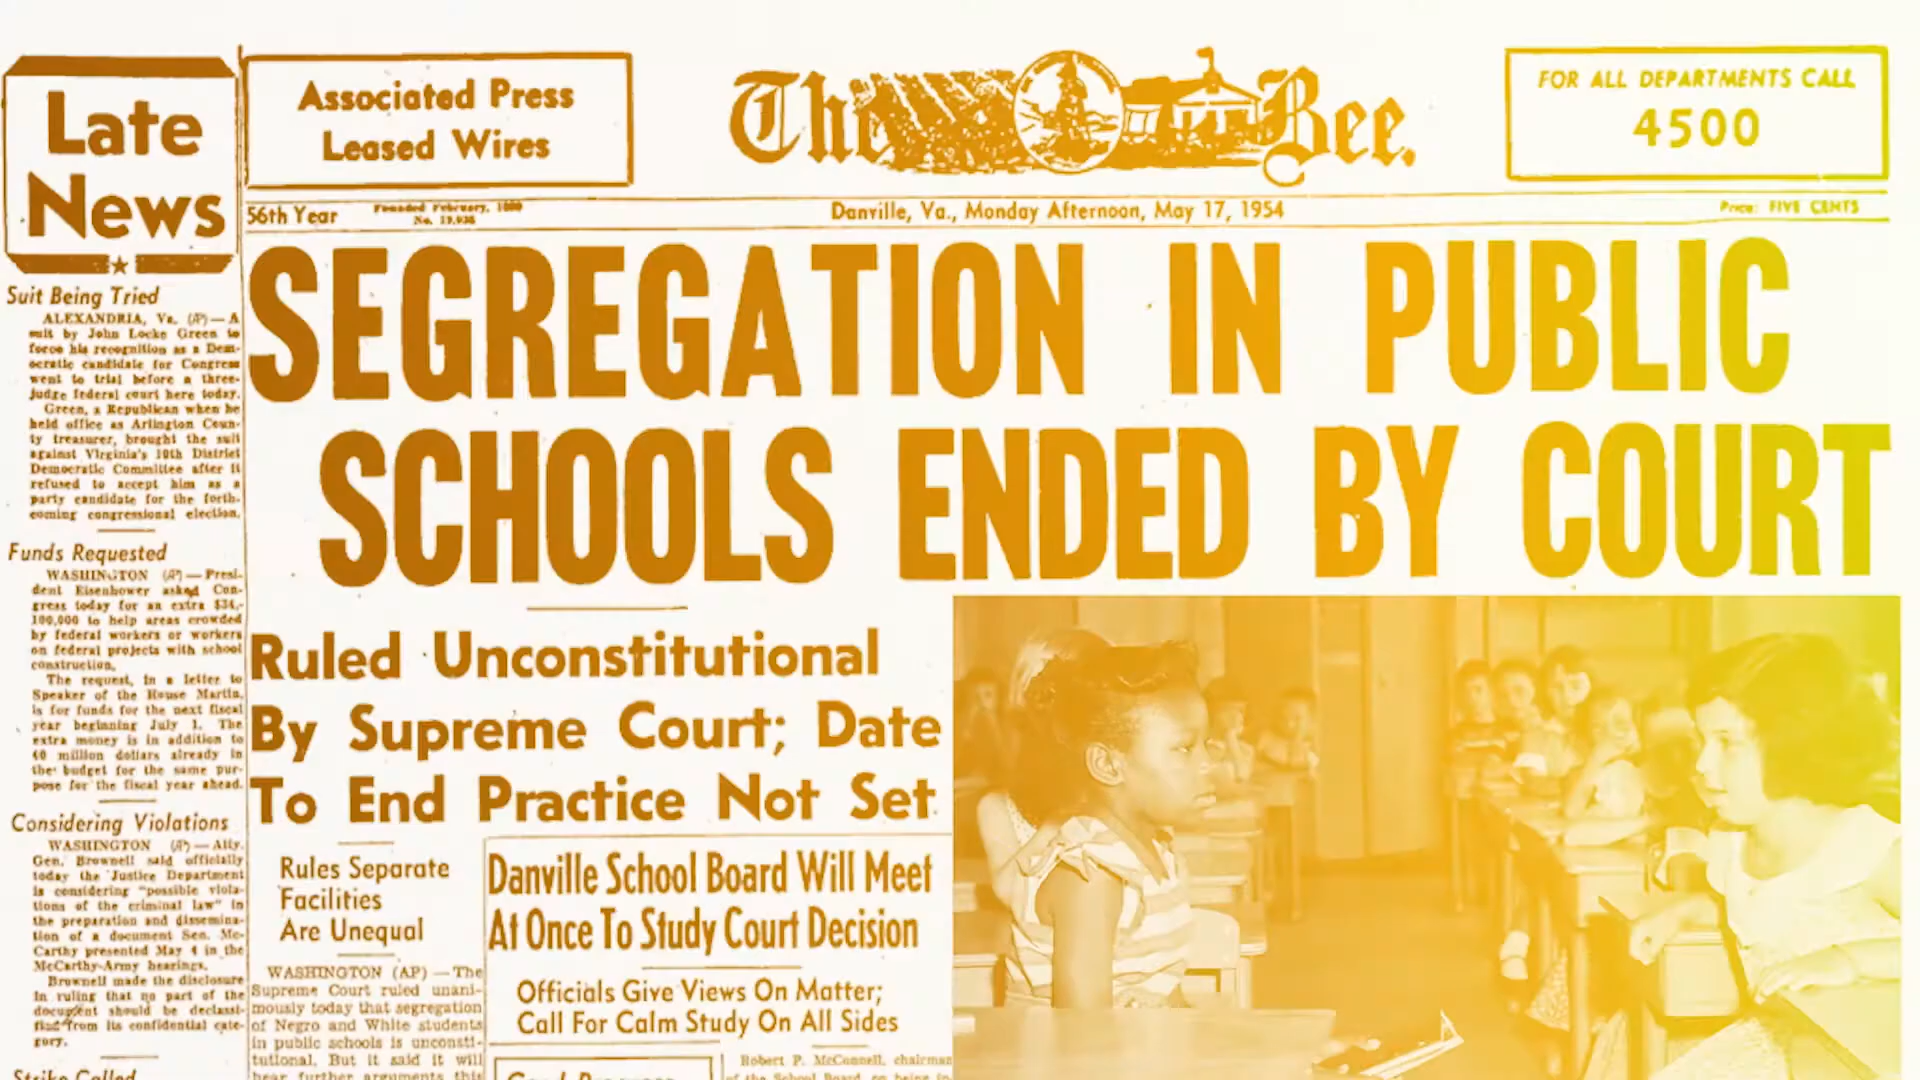 Late
News
Associated Press
Leased Wires
The Bee.
FOR ALL DEPARTMENTS CALL
4500
56th Year
Founded February, 1899
Danville, Va., Monday Afternoon, May 17, 1954
Price: FIVE CENTS
SEGREGATION IN PUBLIC
SCHOOLS ENDED BY COURT
Suit Being Tried
ALEXANDRIA, Va. (AP) — A
suit by John Locke Green to
force his recognition as a Dem-
ocratic candidate for Congress
went to trial before a three-
judge federal court here today.
Green, a Republican when he
held office as Arlington Coun-
ty treasurer, brought the suit
against Virginia's 10th District
Democratic Committee after it
refused to accept him as a
party candidate for the forth-
coming congressional election.
Funds Requested
WASHINGTON (AP) — Presi-
dent Eisenhower asked Con-
gress today for an extra $34,-
100,000 to help areas crowded
by federal workers or workers
on federal projects with school
construction.
The request, in a letter to
Speaker of the House Martin,
is for funds for the next fiscal
year beginning July 1. The
extra money is in addition to
60 million dollars already in
the budget for the same pur-
pose for the fiscal year ahead.
Considering Violations
WASHINGTON (AP) — Atty.
Gen. Brownell said officially
today the Justice Department
is considering "possible viola-
tions of the criminal law" in
the preparation and dissemina-
tion of a document Sen. Mc-
Carthy presented May 4 in the
McCarthy-Army hearings.
Brownell made the disclosure
in ruling that no part of the
document should be declassi-
fied from its confidential cate-
gory.
Strike Called
Ruled Unconstitutional
By Supreme Court; Date
To End Practice Not Set
Rules Separate
Facilities
Are Unequal
WASHINGTON (AP) — The
Supreme Court ruled unani-
mously today that segregation
of Negro and White students
in public schools is unconsti-
tutional. But it said it will
hear further arguments this
Danville School Board Will Meet
At Once To Study Court Decision
Officials Give Views On Matter;
Call For Calm Study On All Sides
Robert P. McConnell, chairman
of the School Board, on being in